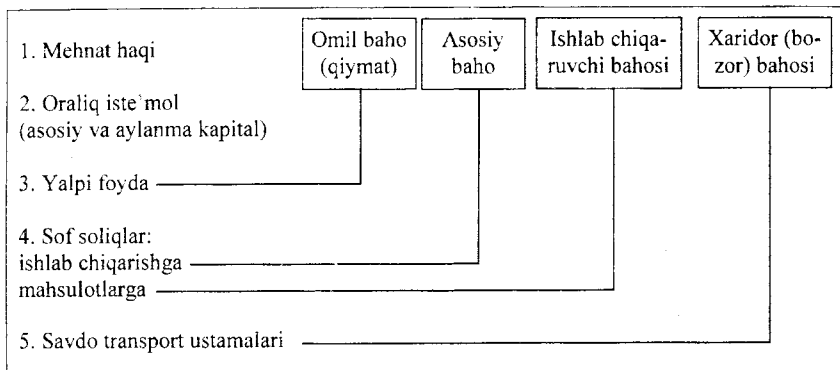 1. Mehnat haqi
Omil baho
(qiymat)
Asosiy
baho
Ishlab chiqa-
ruvchi bahosi
Xaridor (bo-
zor) bahosi
2. Oraliq iste`mol
(asosiy va aylanma kapital)
3. Yalpi foyda
4. Sof soliqlar:
ishlab chiqarishga
mahsulotlarga
5. Savdo transport ustamalari